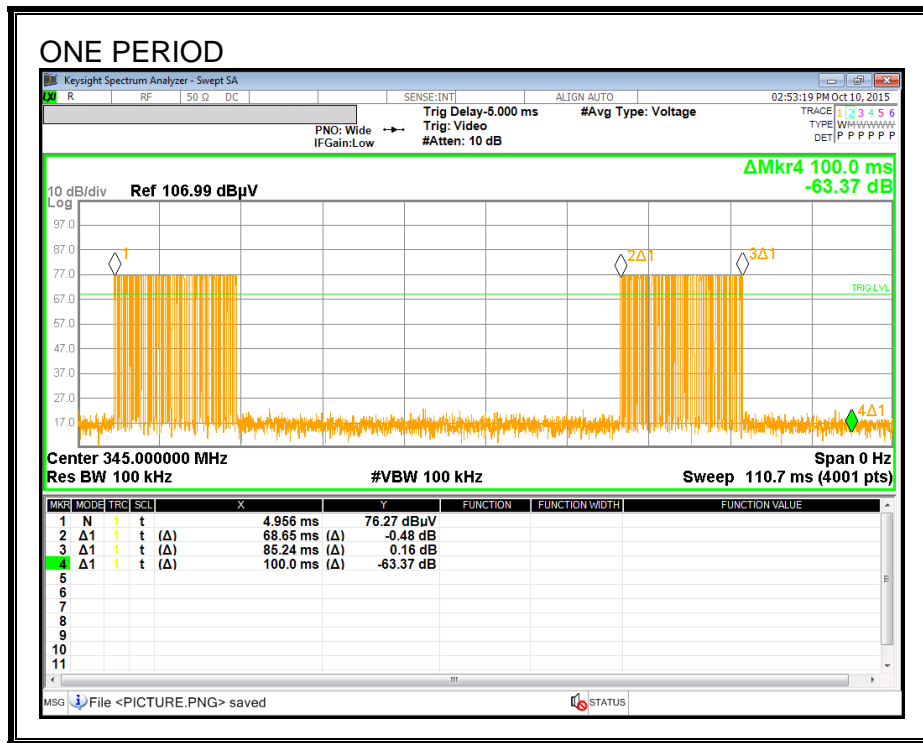 ONE PERIOD
Keysight Spectrum Analyzer - Swept SA
LXI R RF 50 Ω DC SENSE:INT ALIGN AUTO 02:53:19 PM Oct 10, 2015
Trig Delay-5.000 ms #Avg Type: Voltage TRACE 1 2 3 4 5 6
PNO: Wide Trig: Video TYPE WMWWWW
IFGain:Low #Atten: 10 dB DET P P P P P P
ΔMkr4 100.0 ms
10 dB/div Ref 106.99 dBµV -63.37 dB
Log
97.0
87.0
1 2Δ1 3Δ1
77.0
TRIG LVL
67.0
57.0
47.0
37.0
27.0
4Δ1
17.0
Center 345.000000 MHz Span 0 Hz
Res BW 100 kHz #VBW 100 kHz Sweep 110.7 ms (4001 pts)
MKR MODE TRC SCL X Y FUNCTION FUNCTION WIDTH FUNCTION VALUE
1 N 1 t 4.956 ms 76.27 dBµV
2 Δ1 1 t (Δ) 68.65 ms (Δ) -0.48 dB
3 Δ1 1 t (Δ) 85.24 ms (Δ) 0.16 dB
4 Δ1 1 t (Δ) 100.0 ms (Δ) -63.37 dB
5
6
7
8
9
10
11
MSG File <PICTURE.PNG> saved STATUS